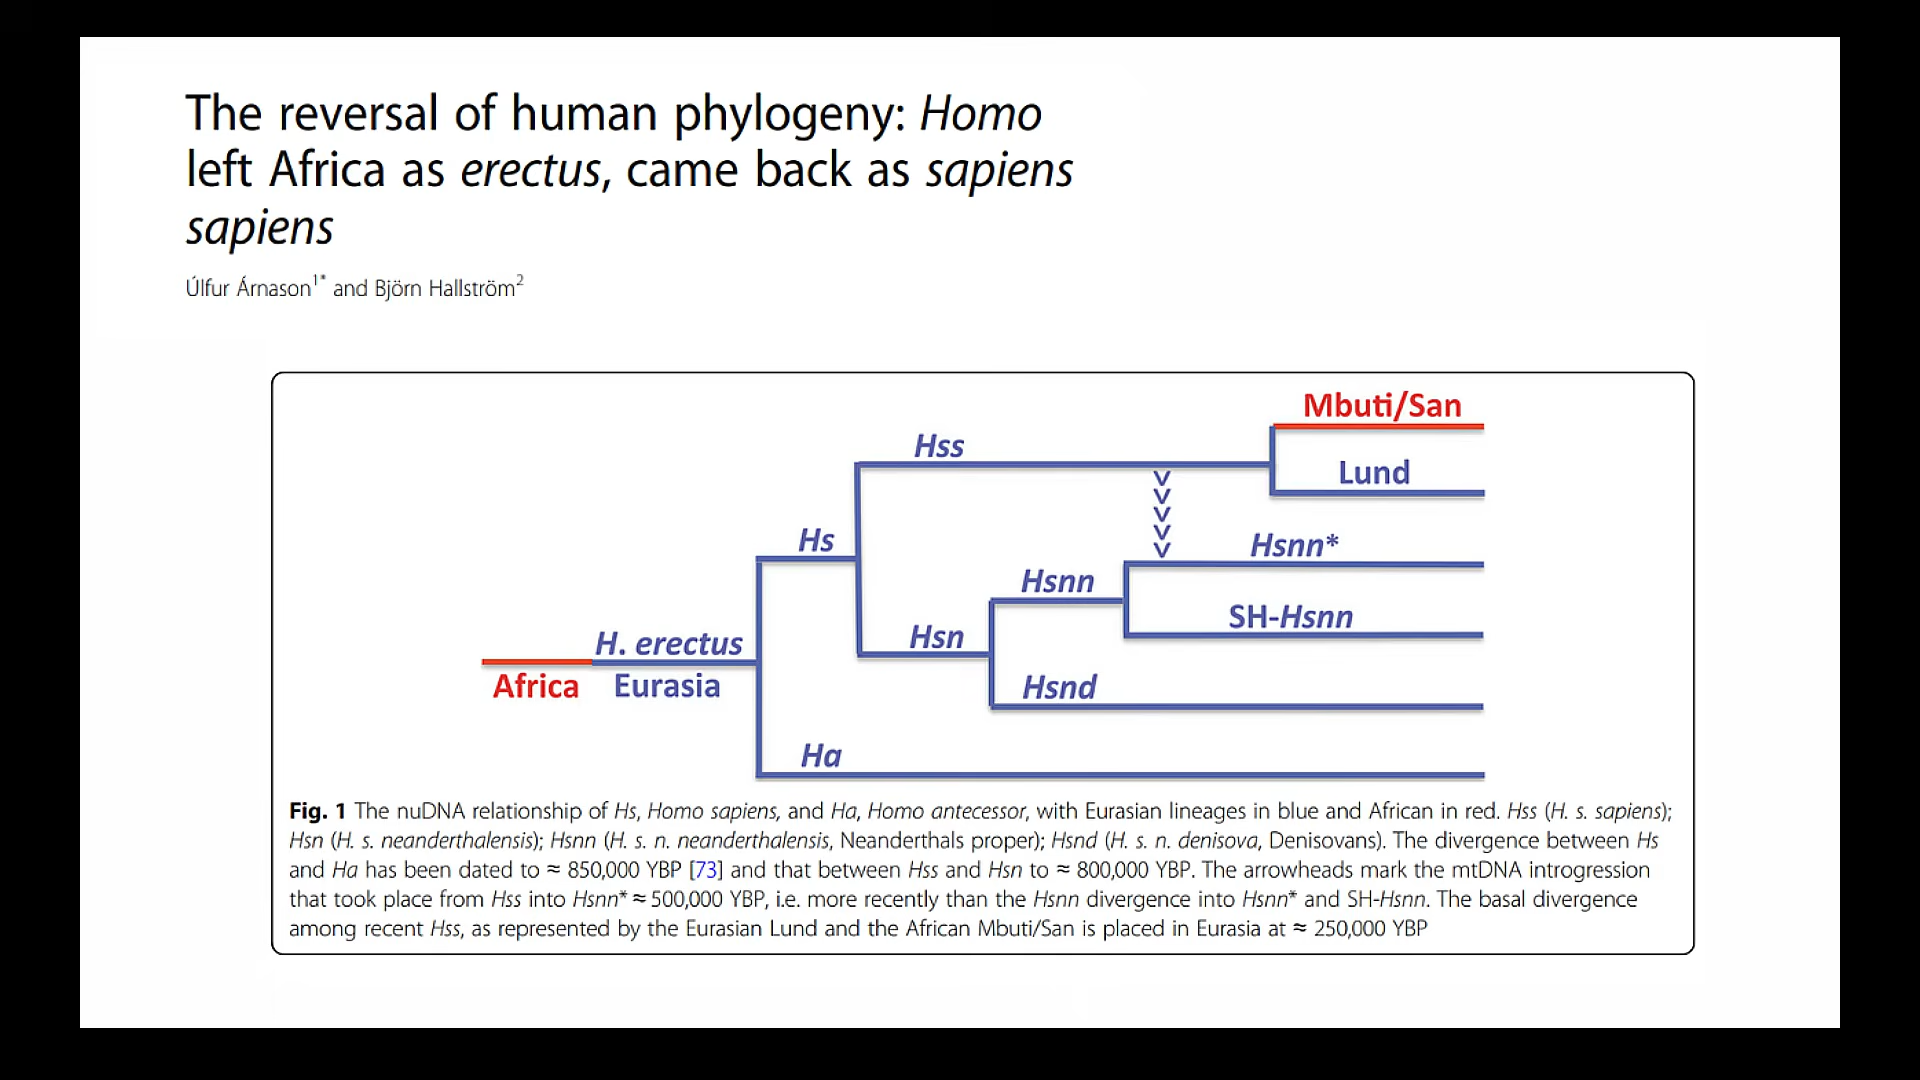 The reversal of human phylogeny: Homo
left Africa as erectus, came back as sapiens
sapiens
Úlfur Árnason1* and Björn Hallström2
Mbuti/San
Hss
Lund
Hs
Hsnn*
Hsnn
SH-Hsnn
Hsn
H. erectus
Africa Eurasia
Hsnd
Ha
Fig. 1 The nuDNA relationship of Hs, Homo sapiens, and Ha, Homo antecessor, with Eurasian lineages in blue and African in red. Hss (H. s. sapiens);
Hsn (H. s. neanderthalensis); Hsnn (H. s. n. neanderthalensis, Neanderthals proper); Hsnd (H. s. n. denisova, Denisovans). The divergence between Hs
and Ha has been dated to ≈ 850,000 YBP [73] and that between Hss and Hsn to ≈ 800,000 YBP. The arrowheads mark the mtDNA introgression
that took place from Hss into Hsnn* ≈ 500,000 YBP, i.e. more recently than the Hsnn divergence into Hsnn* and SH-Hsnn. The basal divergence
among recent Hss, as represented by the Eurasian Lund and the African Mbuti/San is placed in Eurasia at ≈ 250,000 YBP